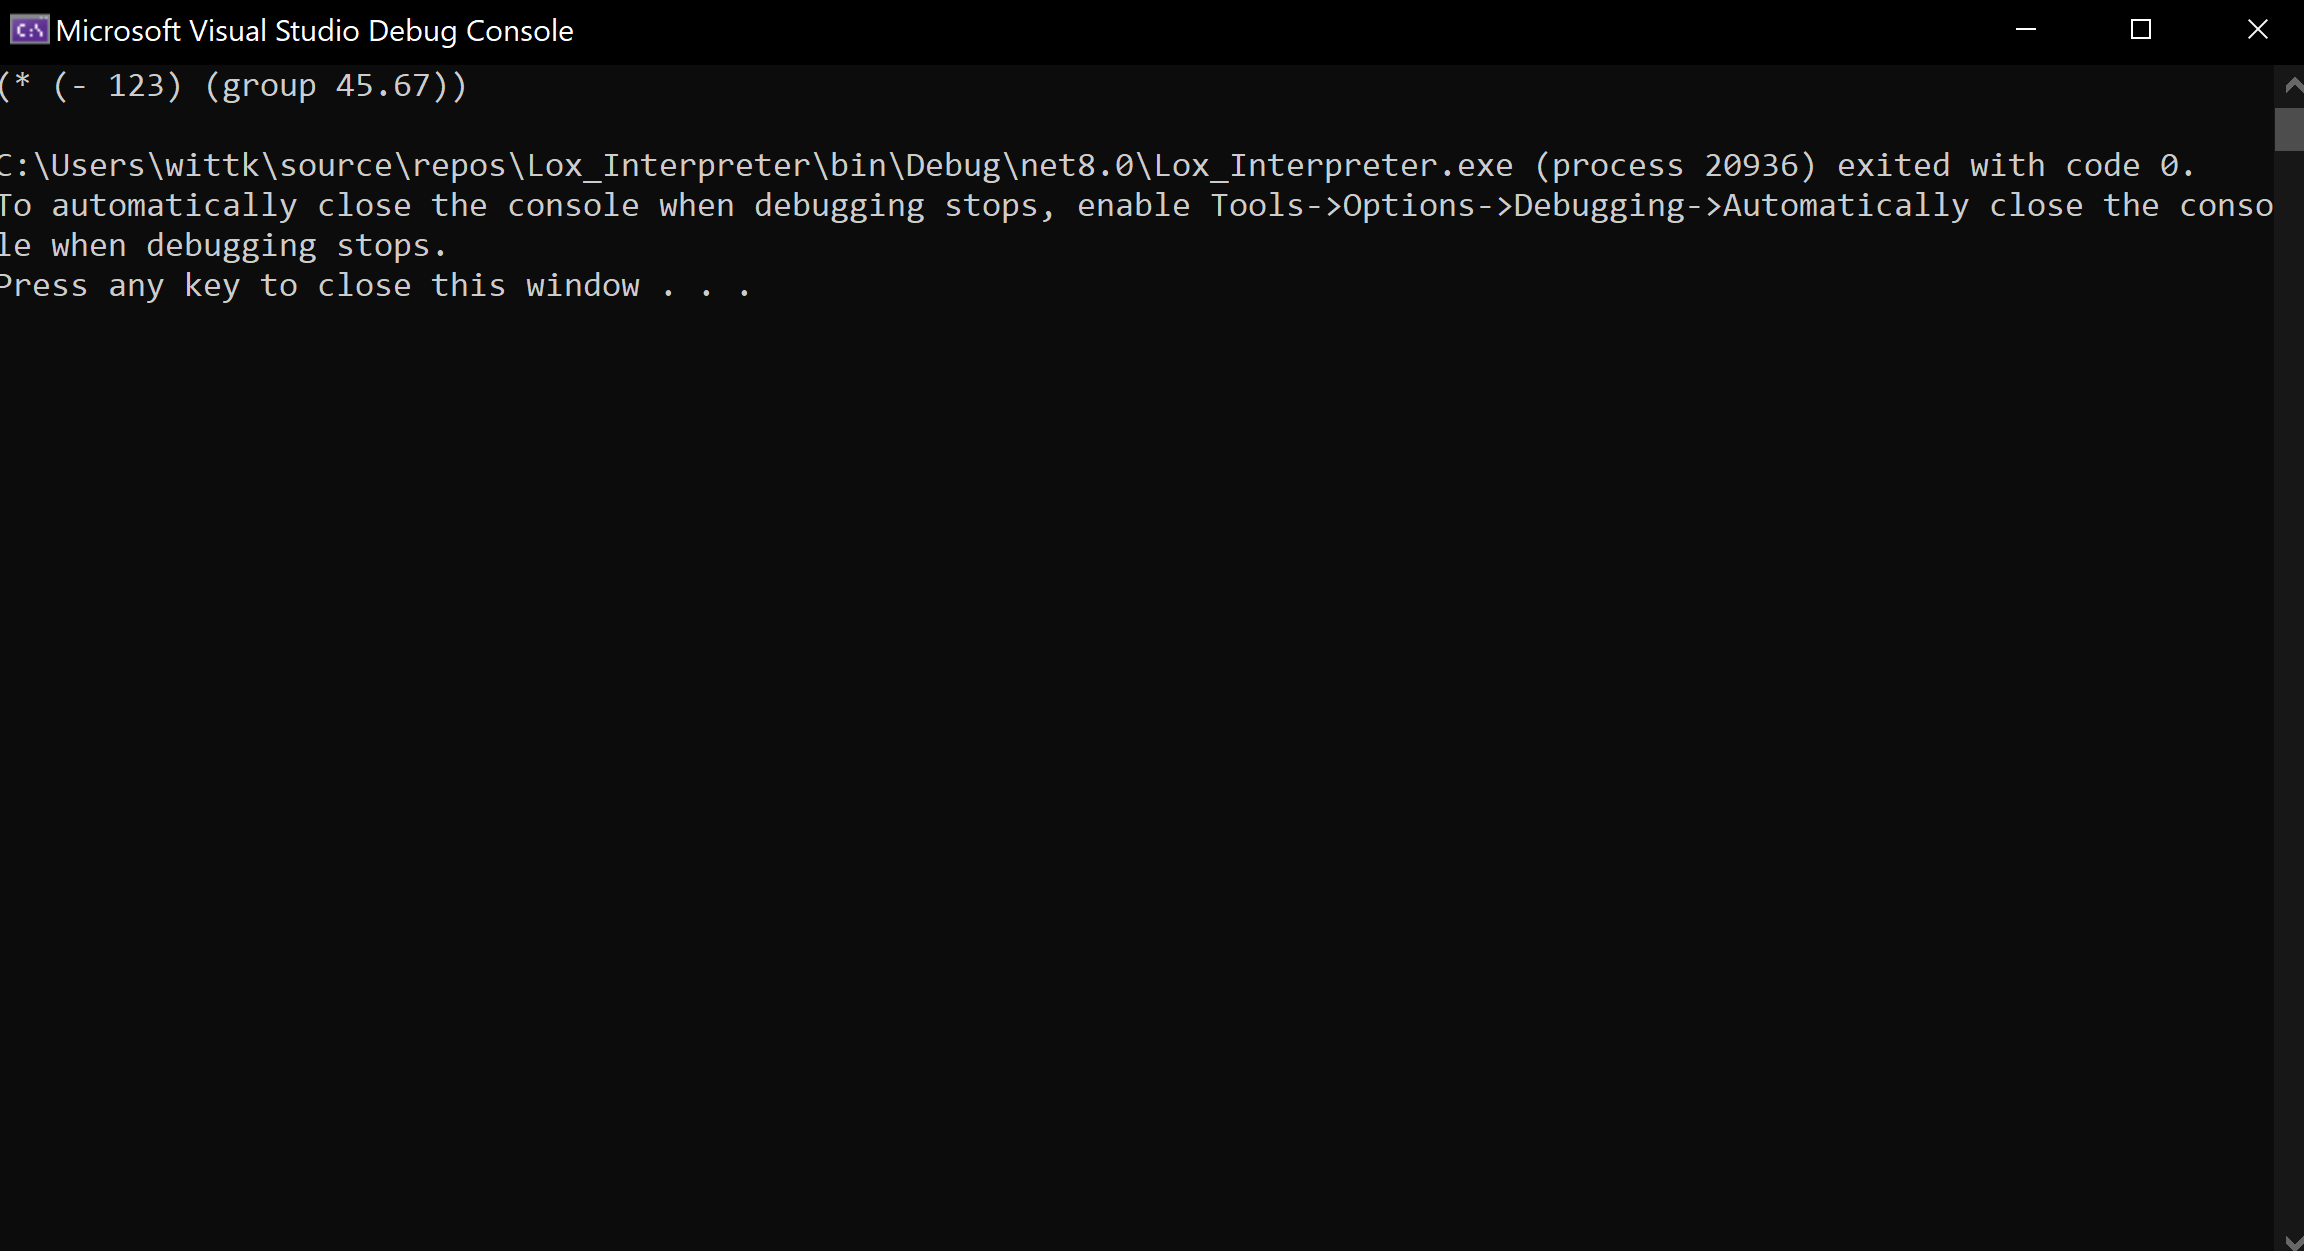 Microsoft Visual Studio Debug Console
(* (- 123) (group 45.67))
C:\Users\wittk\source\repos\Lox_Interpreter\bin\Debug\net8.0\Lox_Interpreter.exe (process 20936) exited with code 0.
To automatically close the console when debugging stops, enable Tools->Options->Debugging->Automatically close the conso
le when debugging stops.
Press any key to close this window . . .